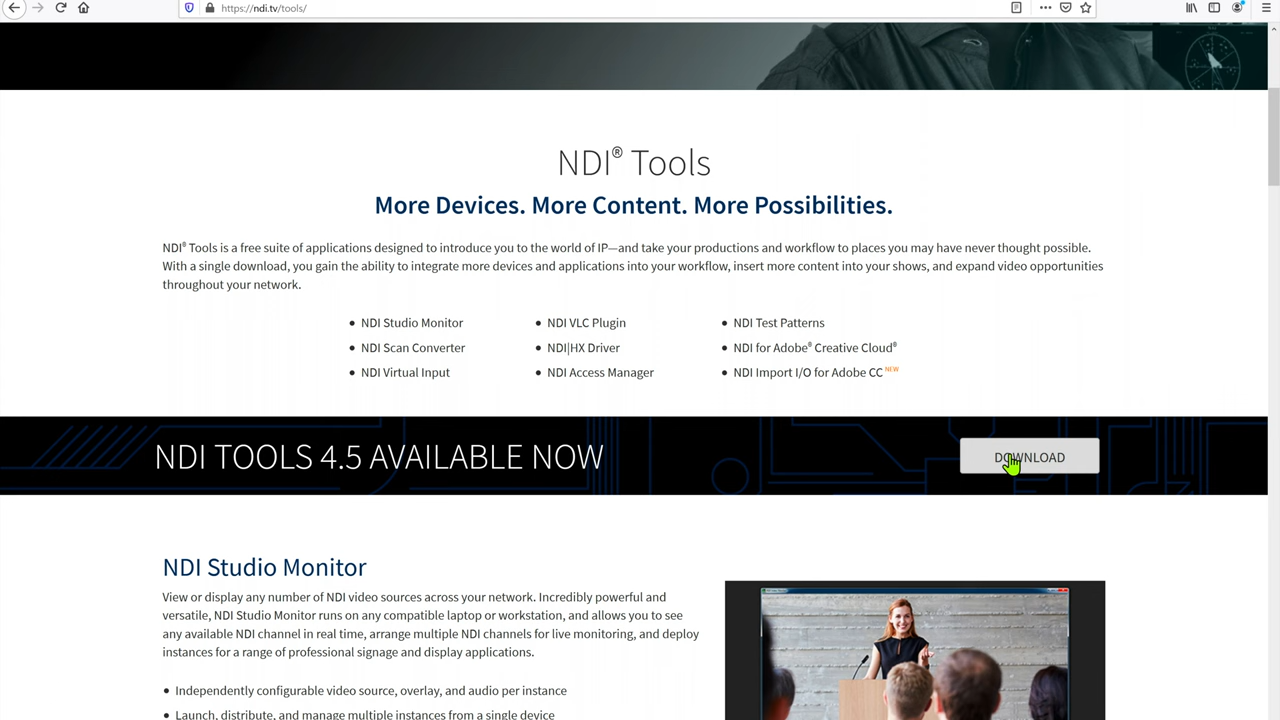 https://ndi.tv/tools/
NDI® Tools
More Devices. More Content. More Possibilities.
NDI® Tools is a free suite of applications designed to introduce you to the world of IP—and take your productions and workflow to places you may have never thought possible.
With a single download, you gain the ability to integrate more devices and applications into your workflow, insert more content into your shows, and expand video opportunities
throughout your network.
• NDI Studio Monitor
• NDI Scan Converter
• NDI Virtual Input
• NDI VLC Plugin
• NDI|HX Driver
• NDI Access Manager
• NDI Test Patterns
• NDI for Adobe® Creative Cloud®
• NDI Import I/O for Adobe CC NEW
NDI TOOLS 4.5 AVAILABLE NOW
DOWNLOAD
NDI Studio Monitor
View or display any number of NDI video sources across your network. Incredibly powerful and
versatile, NDI Studio Monitor runs on any compatible laptop or workstation, and allows you to see
any available NDI channel in real time, arrange multiple NDI channels for live monitoring, and deploy
instances for a range of professional signage and display applications.
• Independently configurable video source, overlay, and audio per instance
• Launch, distribute, and manage multiple instances from a single device